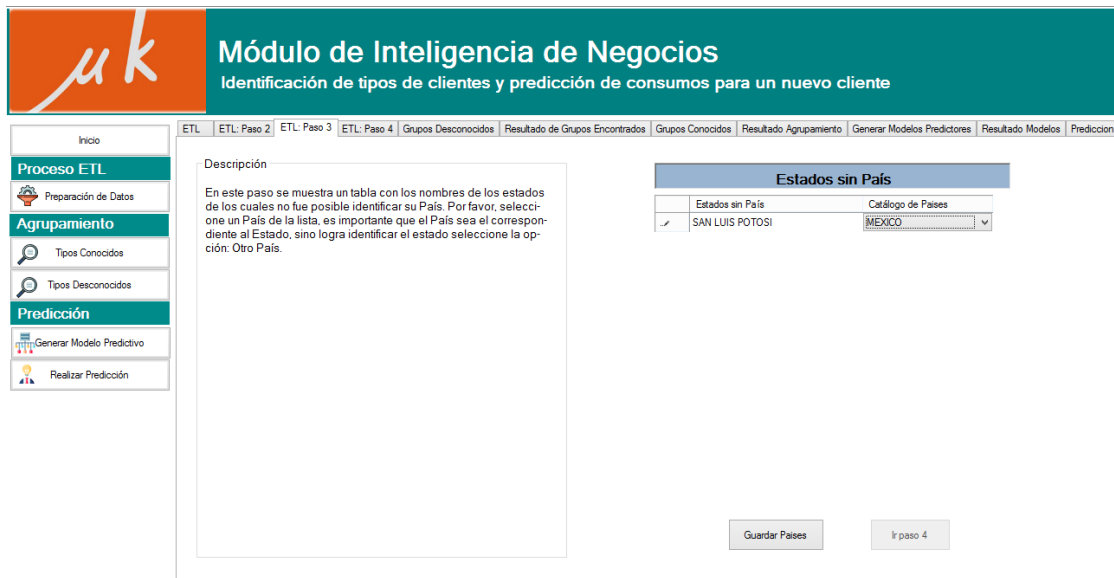 μk
Módulo de Inteligencia de Negocios
Identificación de tipos de clientes y predicción de consumos para un nuevo cliente
Inicio
Proceso ETL
Preparación de Datos
Agrupamiento
Tipos Conocidos
Tipos Desconocidos
Predicción
Generar Modelo Predictivo
Realizar Predicción
ETL ETL: Paso 2 ETL: Paso 3 ETL: Paso 4 Grupos Desconocidos Resultado de Grupos Encontrados Grupos Conocidos Resultado Agrupamiento Generar Modelos Predictores Resultado Modelos Prediccion
Descripción
En este paso se muestra un tabla con los nombres de los estados
de los cuales no fue posible identificar su País. Por favor, selecci-
one un País de la lista, es importante que el País sea el correspon-
diente al Estado, sino logra identificar el estado seleccione la op-
ción: Otro País.
Estados sin País
Estados sin País Catálogo de Paises
SAN LUIS POTOSI MEXICO
Guardar Paises
Ir paso 4